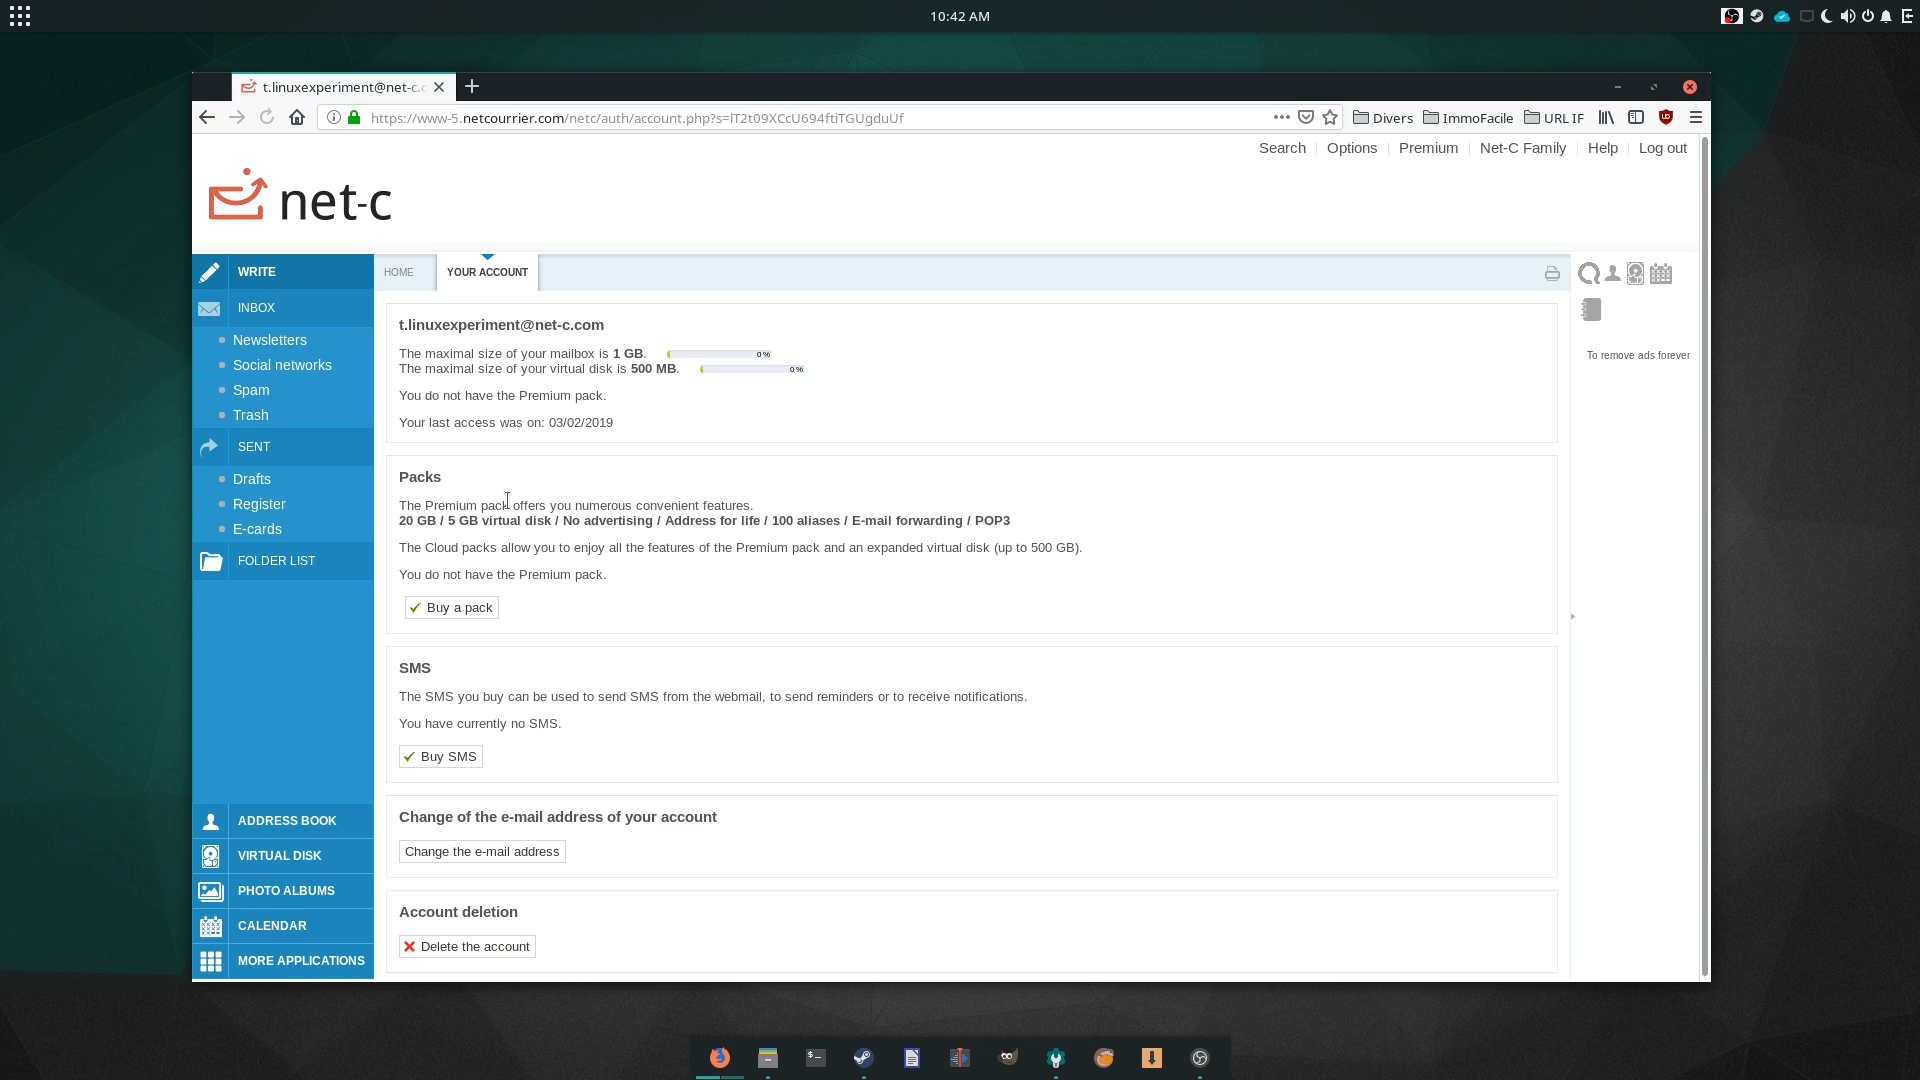 10:42 AM
t.linuxexperiment@net-c.c
https://www-5.netcourrier.com/netc/auth/account.php?s=lT2t09XCcU694ftiTGUgduUf
Divers
ImmoFacile
URL IF
Search
Options
Premium
Net-C Family
Help
Log out
net-c
WRITE
INBOX
Newsletters
Social networks
Spam
Trash
SENT
Drafts
Register
E-cards
FOLDER LIST
ADDRESS BOOK
VIRTUAL DISK
PHOTO ALBUMS
CALENDAR
MORE APPLICATIONS
HOME
YOUR ACCOUNT
t.linuxexperiment@net-c.com
The maximal size of your mailbox is 1 GB. 0 %
The maximal size of your virtual disk is 500 MB. 0 %
You do not have the Premium pack.
Your last access was on: 03/02/2019
Packs
The Premium pack offers you numerous convenient features.
20 GB / 5 GB virtual disk / No advertising / Address for life / 100 aliases / E-mail forwarding / POP3
The Cloud packs allow you to enjoy all the features of the Premium pack and an expanded virtual disk (up to 500 GB).
You do not have the Premium pack.
Buy a pack
SMS
The SMS you buy can be used to send SMS from the webmail, to send reminders or to receive notifications.
You have currently no SMS.
Buy SMS
Change of the e-mail address of your account
Change the e-mail address
Account deletion
Delete the account
To remove ads forever